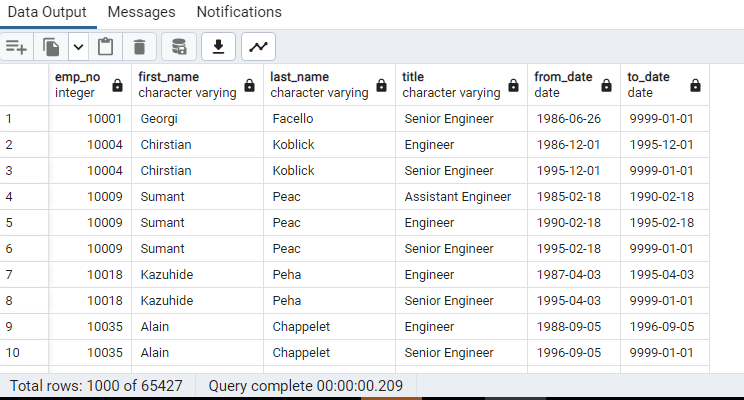 Data Output Messages Notifications
emp_no first_name last_name title from_date to_date
integer character varying character varying character varying date date
1 10001 Georgi Facello Senior Engineer 1986-06-26 9999-01-01
2 10004 Chirstian Koblick Engineer 1986-12-01 1995-12-01
3 10004 Chirstian Koblick Senior Engineer 1995-12-01 9999-01-01
4 10009 Sumant Peac Assistant Engineer 1985-02-18 1990-02-18
5 10009 Sumant Peac Engineer 1990-02-18 1995-02-18
6 10009 Sumant Peac Senior Engineer 1995-02-18 9999-01-01
7 10018 Kazuhide Peha Engineer 1987-04-03 1995-04-03
8 10018 Kazuhide Peha Senior Engineer 1995-04-03 9999-01-01
9 10035 Alain Chappelet Engineer 1988-09-05 1996-09-05
10 10035 Alain Chappelet Senior Engineer 1996-09-05 9999-01-01
Total rows: 1000 of 65427 Query complete 00:00:00.209